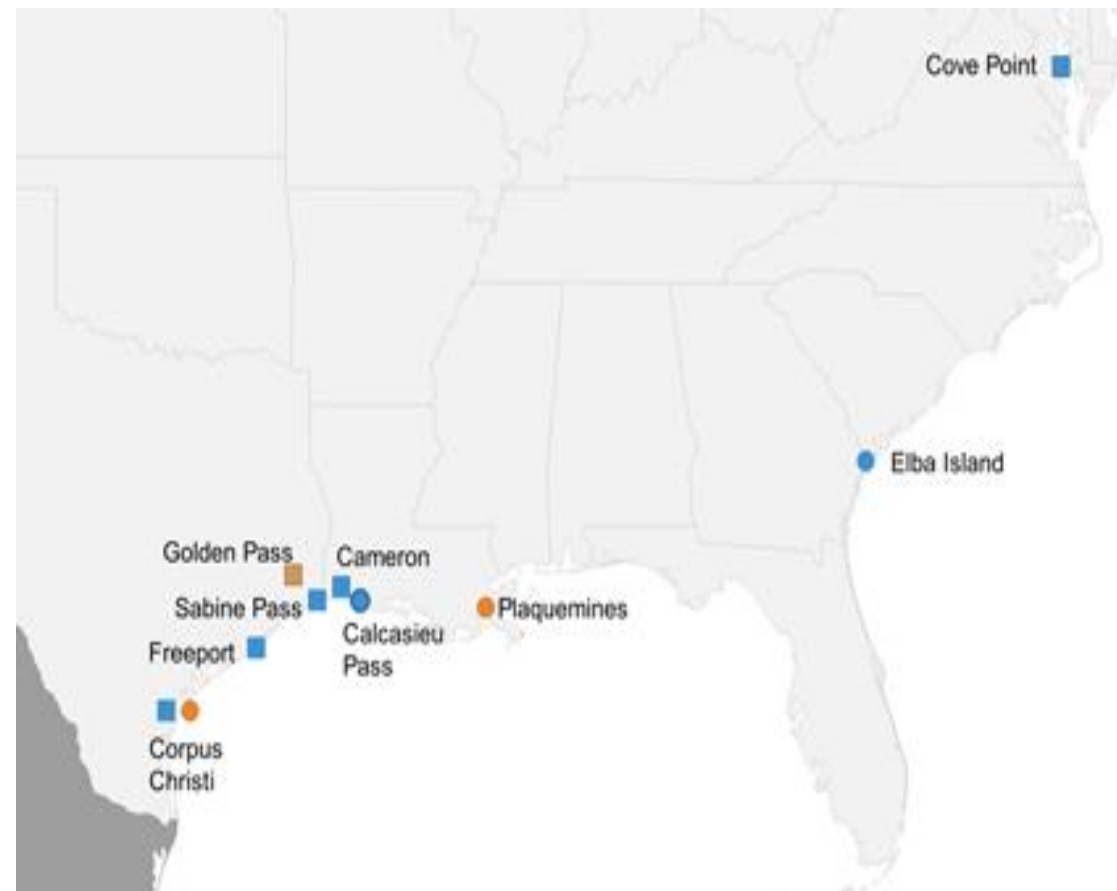 Cove Point
Elba Island
Golden Pass
Cameron
Sabine Pass
Plaquemines
Calcasieu
Pass
Freeport
Corpus
Christi